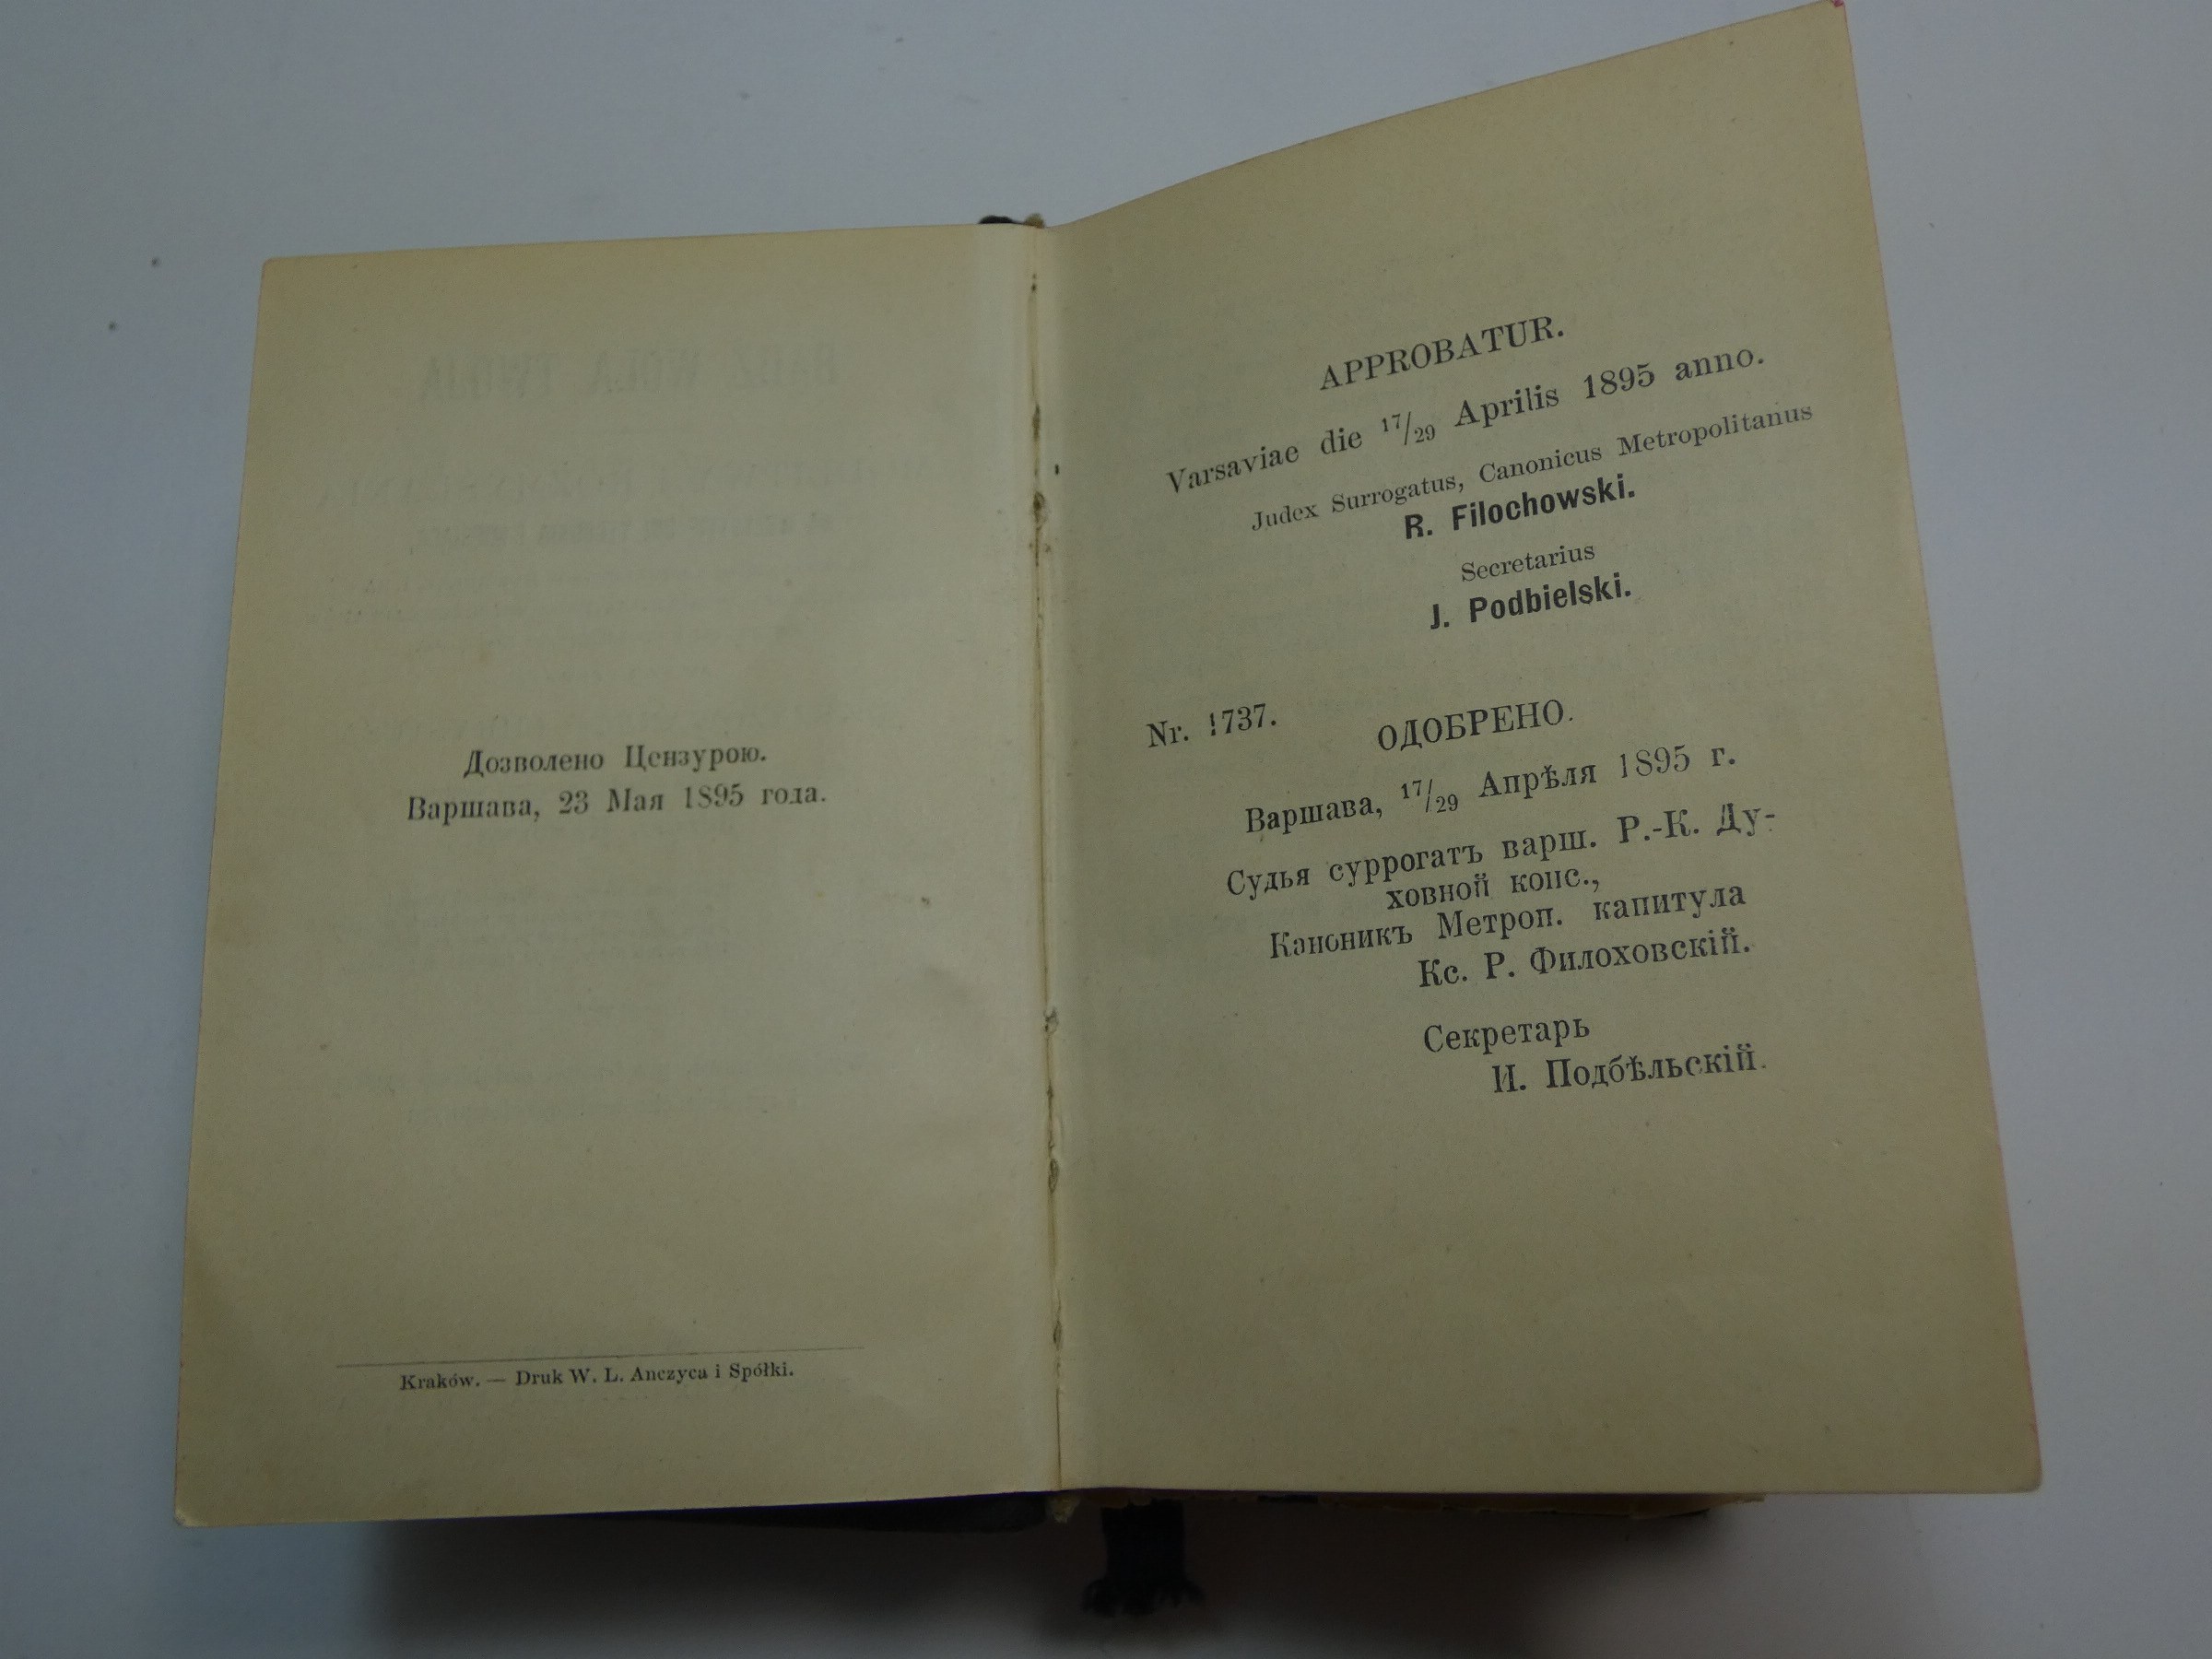 Дозволено Цензурою.
Варшава, 23 Мая 1895 года.
Kraków. — Druk W. L. Anczyca i Spółki.
APPROBATUR.
Varsaviae die 17/29 Aprilis 1895 anno.
Judex Surrogatus, Canonicus Metropolitanus
R. Filochowski.
Secretarius
J. Podbielski.
Nr. 1737.
ОДОБРЕНО.
Варшава, 17/29 Апрѣля 1895 г.
Судья суррогатъ варш. Р.-К. Ду-
ховной конс.,
Каноникъ Метроп. капитула
Кс. Р. Филоховскій.
Секретарь
И. Подбѣльскій.